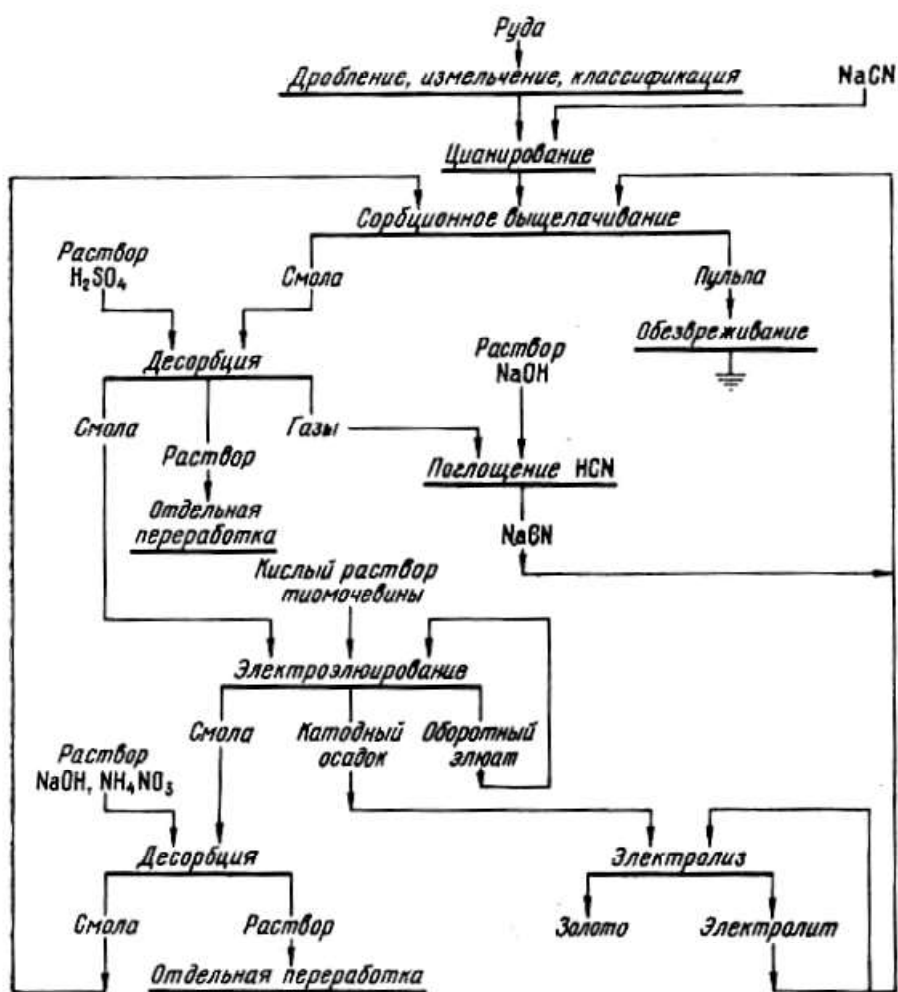 Руда
Дробление, измельчение, классификация
NaCN
Цианирование
Сорбционное выщелачивание
Раствор
H₂SO₄
Смола
Пульпа
Обезвреживание
Десорбция
Раствор
NaOH
Смола
Газы
Раствор
Поглощение HCN
Отдельная
переработка
NaCN
Кислый раствор
тиомочевины
Электроэлюирование
Смола
Катодный
осадок
Оборотный
элюат
Раствор
NaOH, NH₄NO₃
Десорбция
Электролиз
Смола
Раствор
Золото
Электролит
Отдельная переработка